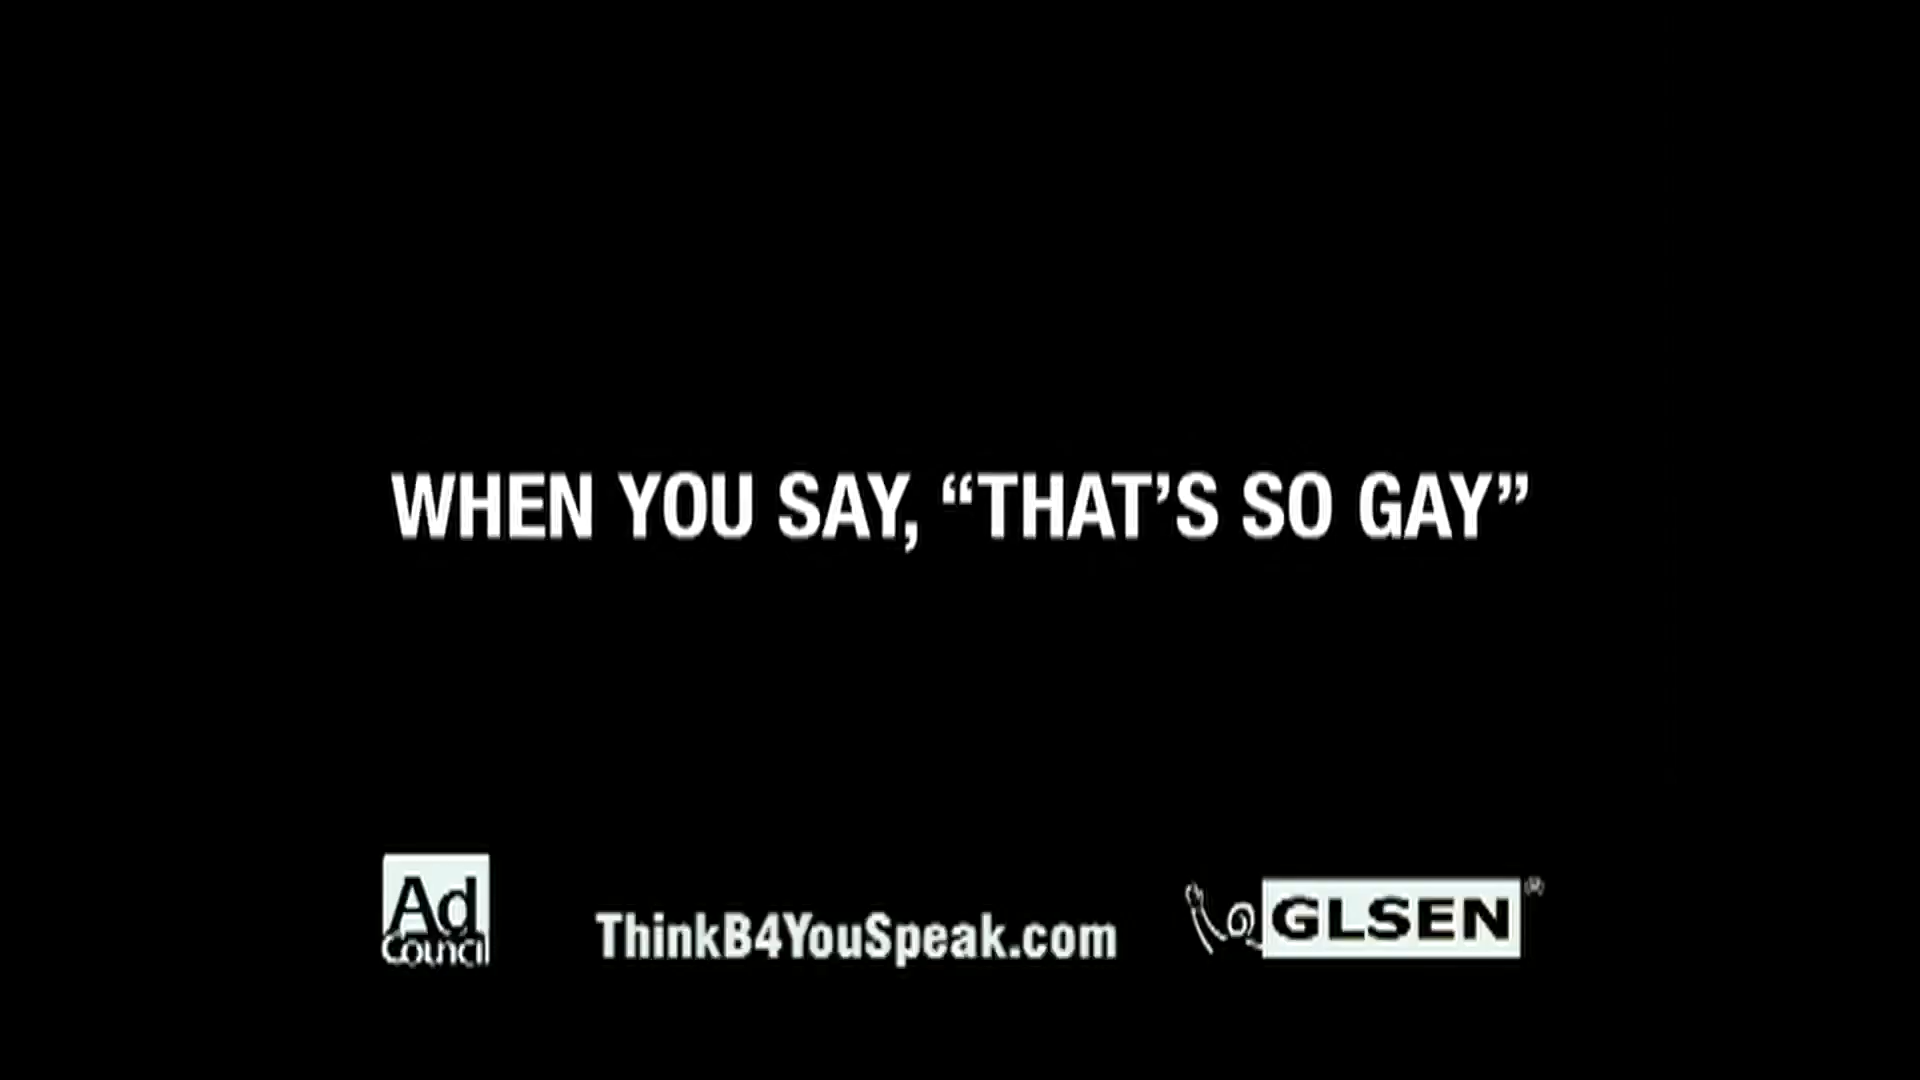 WHEN YOU SAY, “THAT’S SO GAY”
Ad
Council
ThinkB4YouSpeak.com
GLSEN®